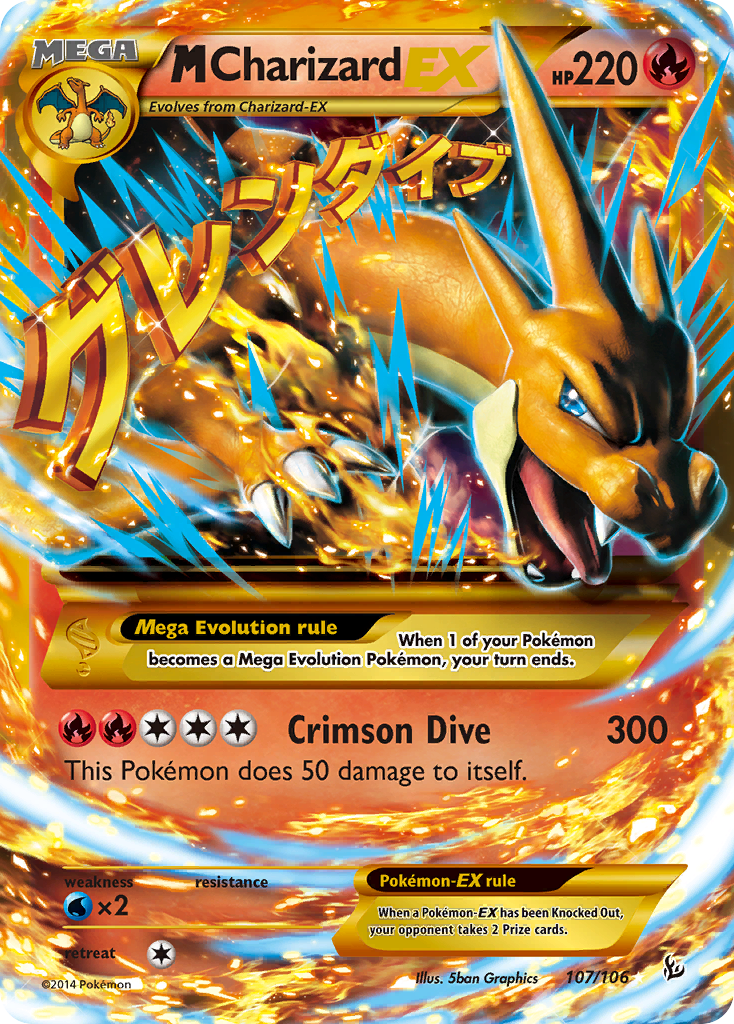 MEGA
M Charizard EX
HP220
Evolves from Charizard-EX
グレンダイブ
Mega Evolution rule
When 1 of your Pokémon
becomes a Mega Evolution Pokémon, your turn ends.
Crimson Dive 300
This Pokémon does 50 damage to itself.
weakness resistance
×2
retreat
Pokémon-EX rule
When a Pokémon-EX has been Knocked Out,
your opponent takes 2 Prize cards.
Illus. 5ban Graphics 107/106
©2014 Pokémon